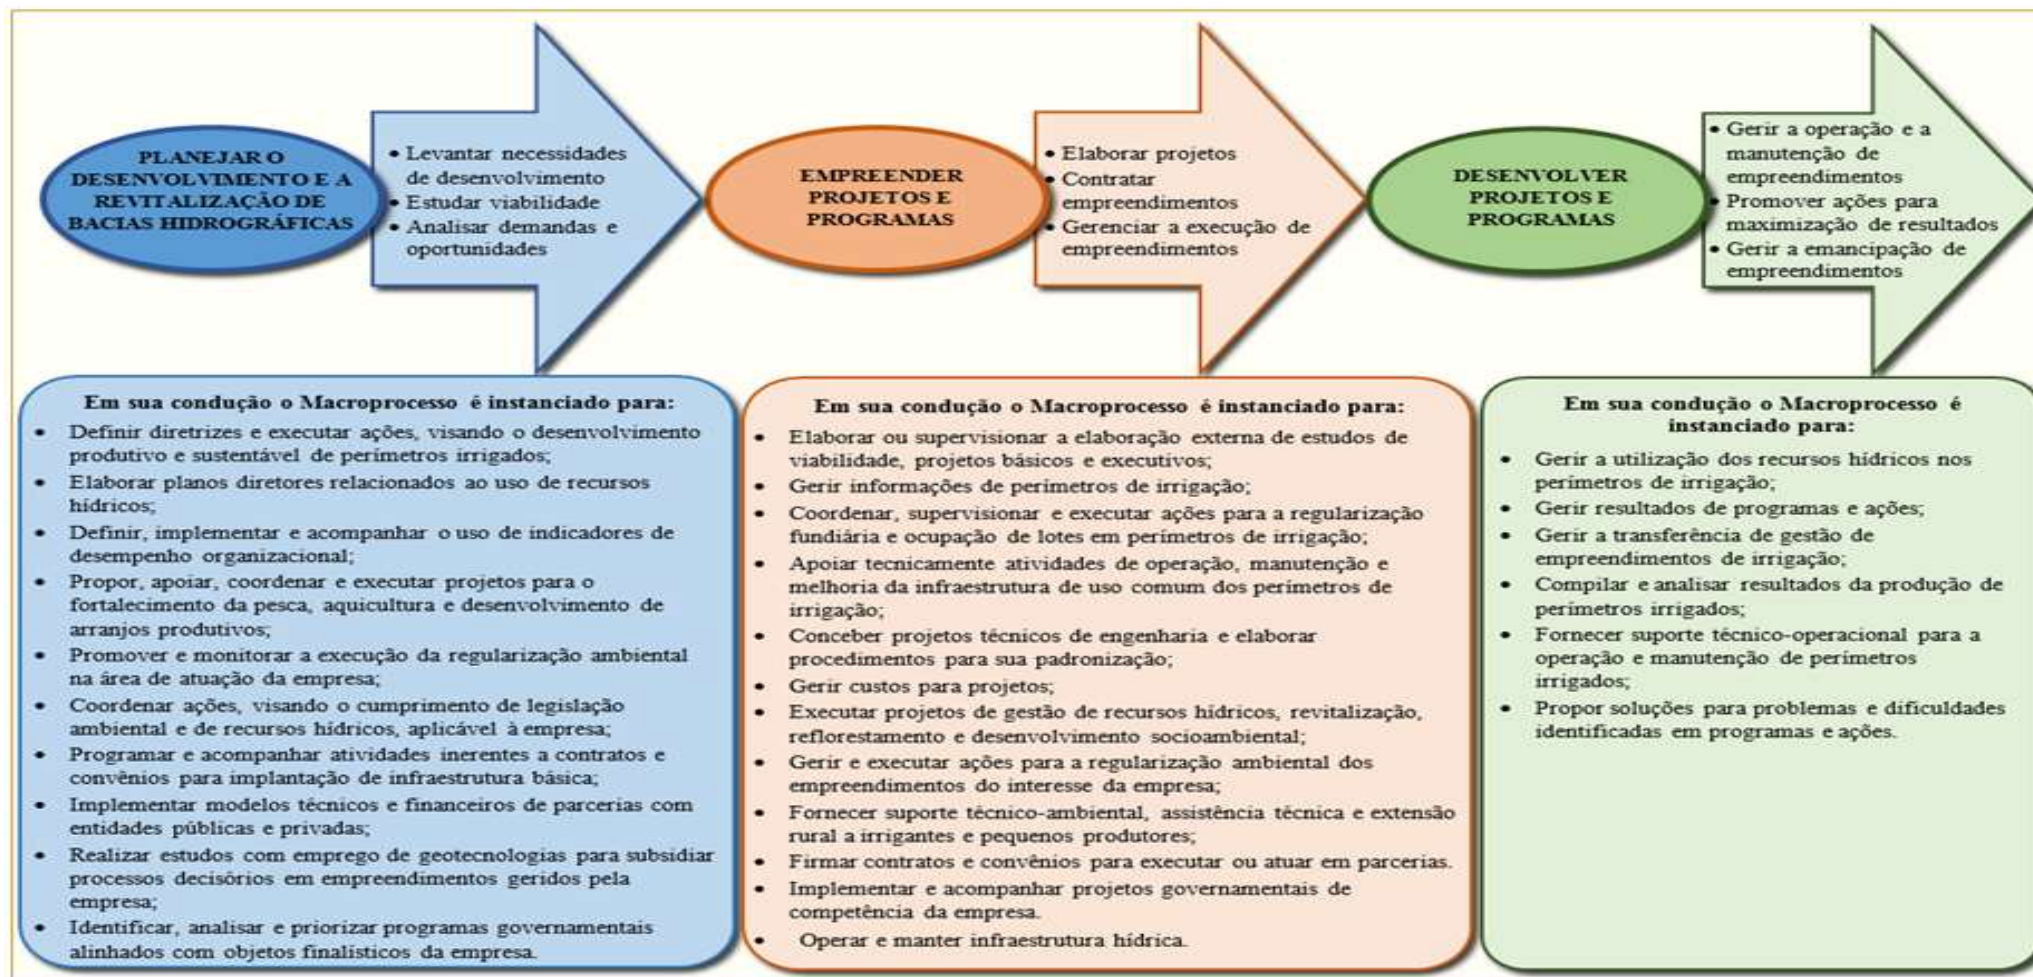 PLANEJAR O
DESENVOLVIMENTO E A
REVITALIZAÇÃO DE
BACIAS HIDROGRÁFICAS
• Levantar necessidades
de desenvolvimento
• Estudar viabilidade
• Analisar demandas e
oportunidades
EMPREENDER
PROJETOS E
PROGRAMAS
• Elaborar projetos
• Contratar
empreendimentos
• Gerenciar a execução de
empreendimentos
DESENVOLVER
PROJETOS E
PROGRAMAS
• Gerir a operação e a
manutenção de
empreendimentos
• Promover ações para
maximização de resultados
• Gerir a emancipação de
empreendimentos
Em sua condução o Macroprocesso é instanciado para:
• Definir diretrizes e executar ações, visando o desenvolvimento
produtivo e sustentável de perímetros irrigados;
• Elaborar planos diretores relacionados ao uso de recursos
hídricos;
• Definir, implementar e acompanhar o uso de indicadores de
desempenho organizacional;
• Propor, apoiar, coordenar e executar projetos para o
fortalecimento da pesca, aquicultura e desenvolvimento de
arranjos produtivos;
• Promover e monitorar a execução da regularização ambiental
na área de atuação da empresa;
• Coordenar ações, visando o cumprimento de legislação
ambiental e de recursos hídricos, aplicável à empresa;
• Programar e acompanhar atividades inerentes a contratos e
convênios para implantação de infraestrutura básica;
• Implementar modelos técnicos e financeiros de parcerias com
entidades públicas e privadas;
• Realizar estudos com emprego de geotecnologias para subsidiar
processos decisórios em empreendimentos geridos pela
empresa;
• Identificar, analisar e priorizar programas governamentais
alinhados com objetos finalísticos da empresa.
Em sua condução o Macroprocesso é instanciado para:
• Elaborar ou supervisionar a elaboração externa de estudos de
viabilidade, projetos básicos e executivos;
• Gerir informações de perímetros de irrigação;
• Coordenar, supervisionar e executar ações para a regularização
fundiária e ocupação de lotes em perímetros de irrigação;
• Apoiar tecnicamente atividades de operação, manutenção e
melhoria da infraestrutura de uso comum dos perímetros de
irrigação;
• Conceber projetos técnicos de engenharia e elaborar
procedimentos para sua padronização;
• Gerir custos para projetos;
• Executar projetos de gestão de recursos hídricos, revitalização,
reflorestamento e desenvolvimento socioambiental;
• Gerir e executar ações para a regularização ambiental dos
empreendimentos do interesse da empresa;
• Fornecer suporte técnico-ambiental, assistência técnica e extensão
rural a irrigantes e pequenos produtores;
• Firmar contratos e convênios para executar ou atuar em parcerias.
• Implementar e acompanhar projetos governamentais de
competência da empresa.
• Operar e manter infraestrutura hídrica.
Em sua condução o Macroprocesso é
instanciado para:
• Gerir a utilização dos recursos hídricos nos
perímetros de irrigação;
• Gerir resultados de programas e ações;
• Gerir a transferência de gestão de
empreendimentos de irrigação;
• Compilar e analisar resultados da produção de
perímetros irrigados;
• Fornecer suporte técnico-operacional para a
operação e manutenção de perímetros
irrigados;
• Propor soluções para problemas e dificuldades
identificadas em programas e ações.